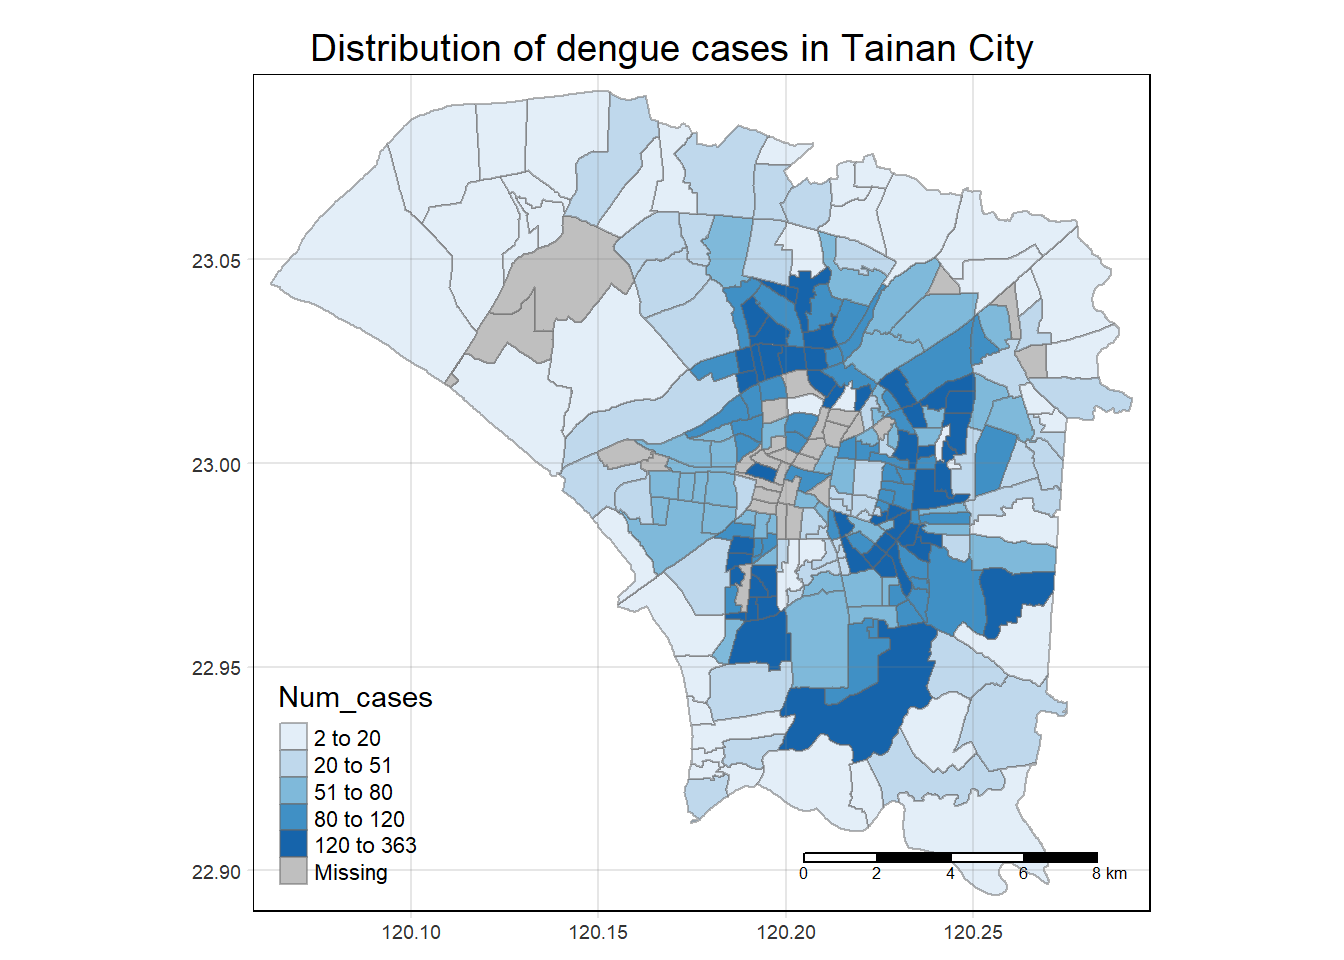 Distribution of dengue cases in Tainan City
23.05
23.00
22.95
22.90
Num_cases
2 to 20
20 to 51
51 to 80
80 to 120
120 to 363
Missing
0 2 4 6 8 km
120.10 120.15 120.20 120.25